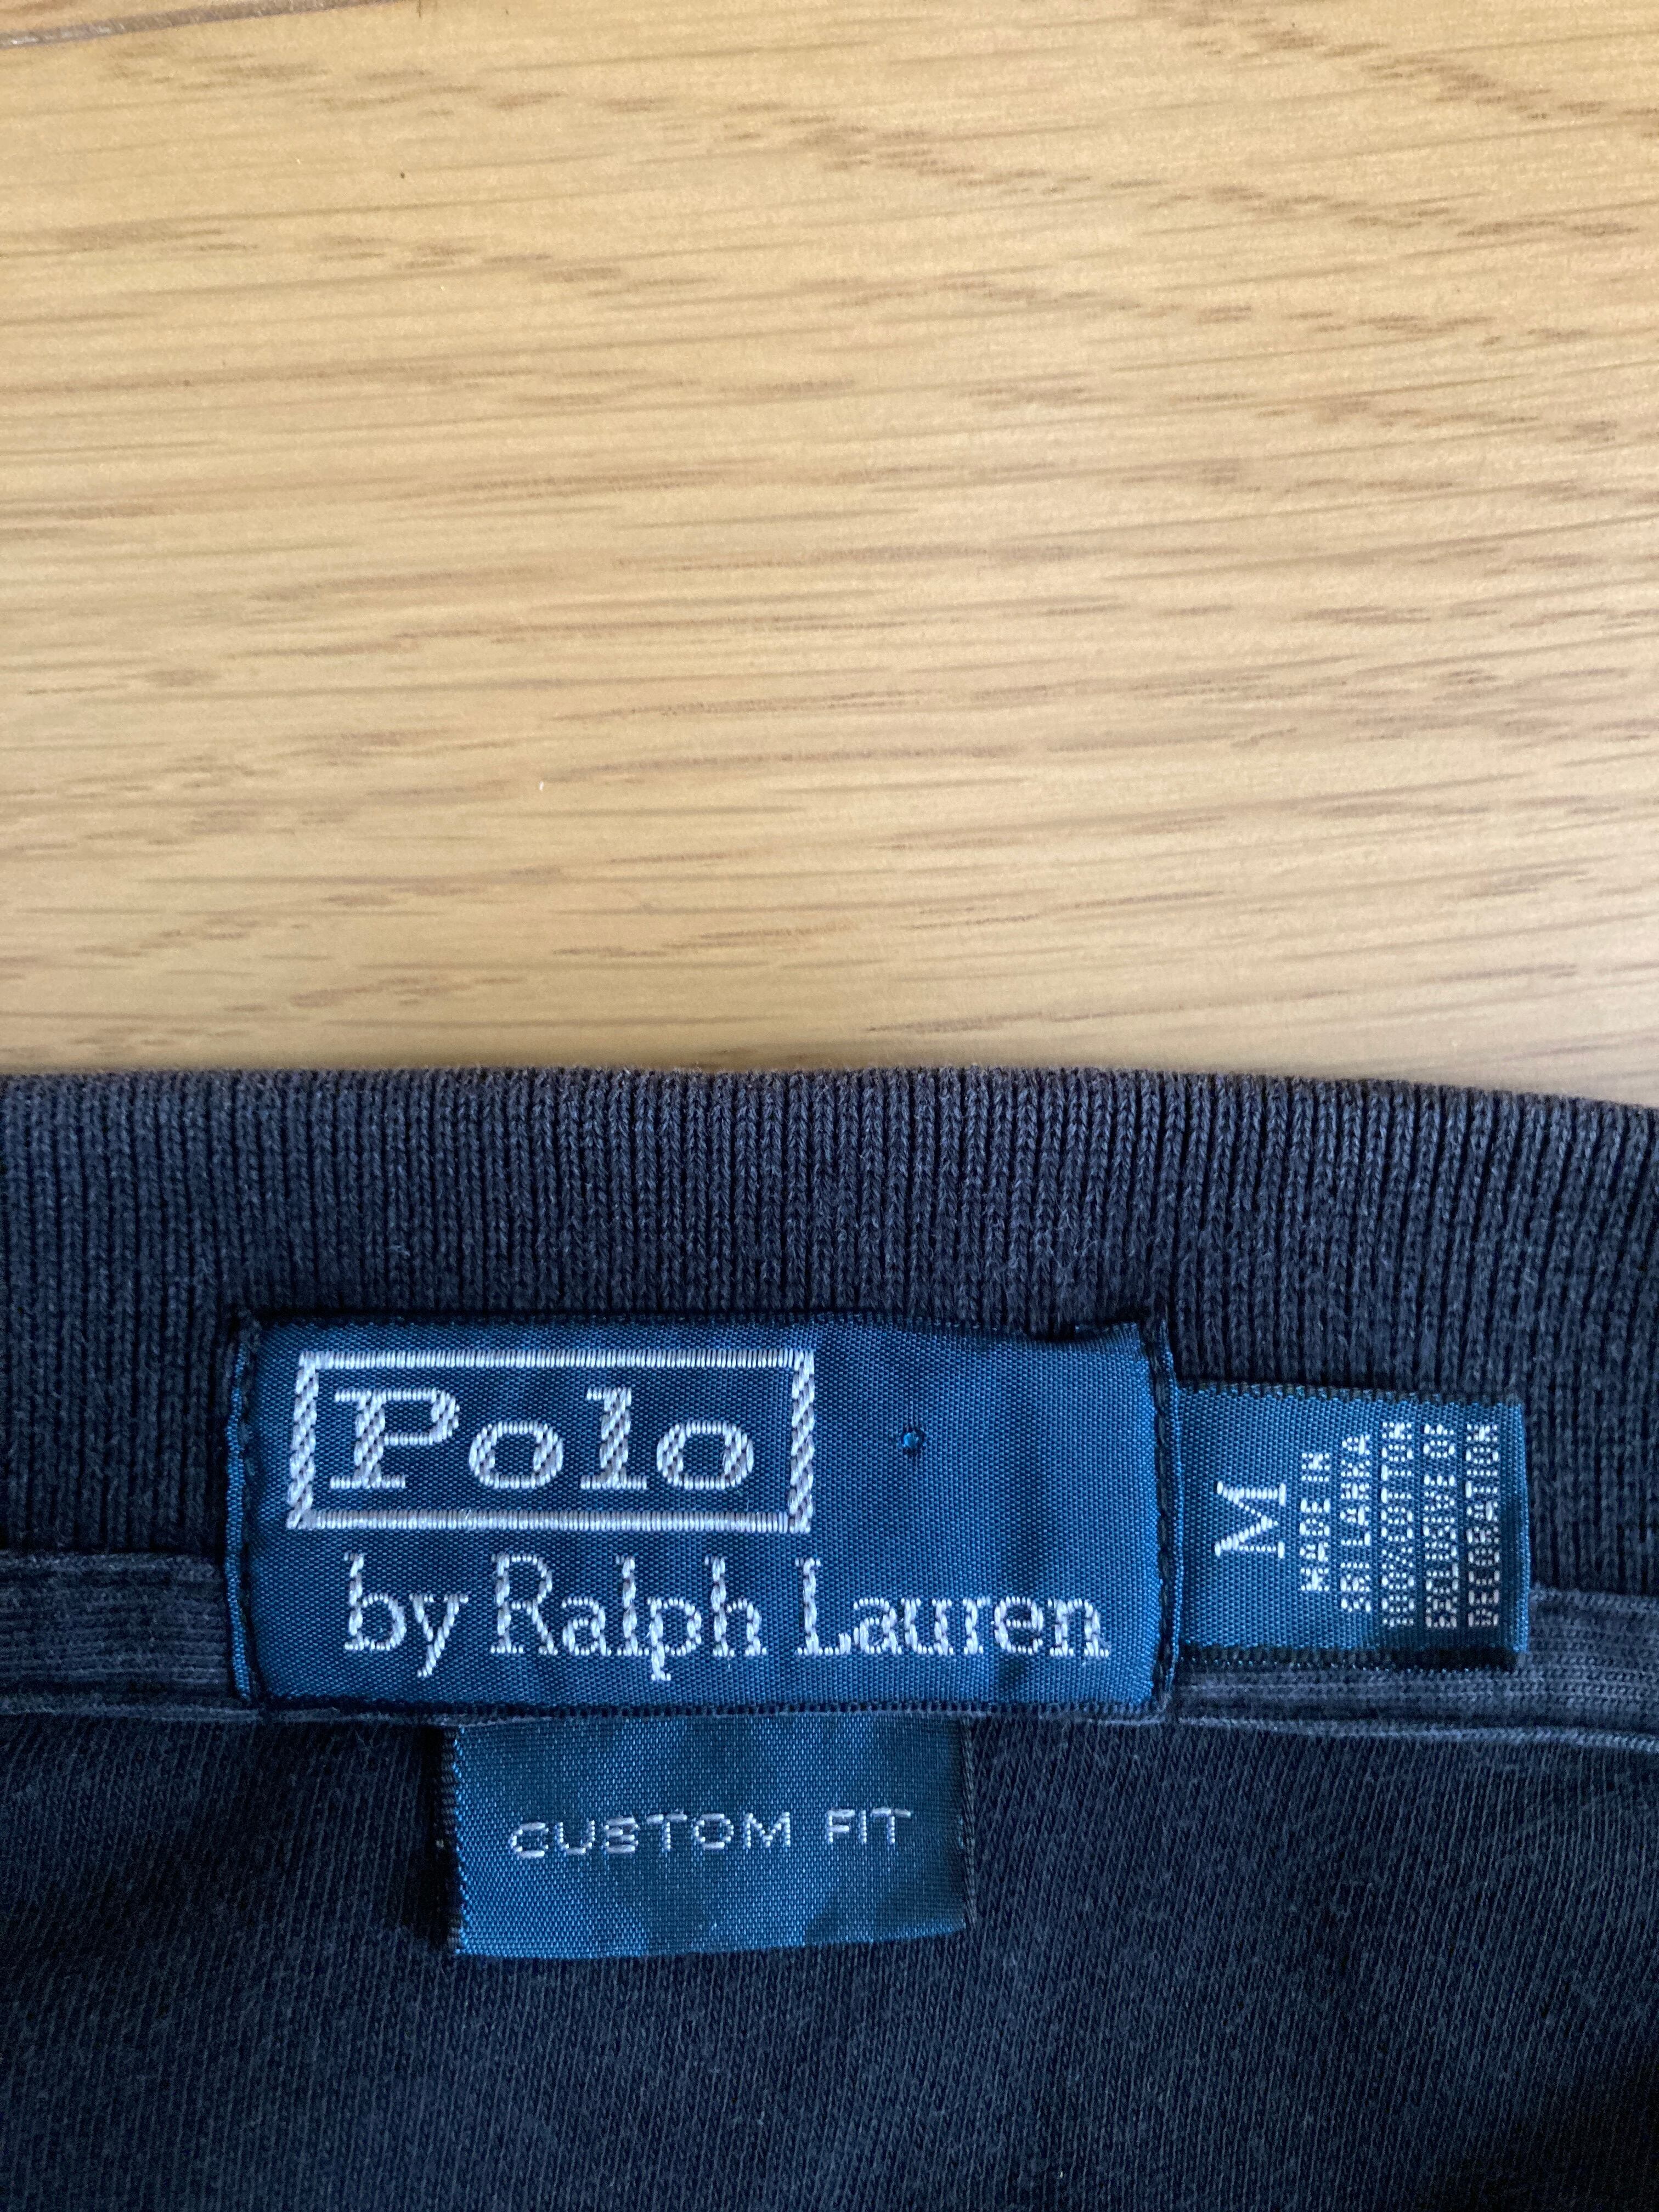 Polo
by Ralph Lauren
M
MADE IN
SRI LANKA
100% COTTON
EXCLUSIVE OF
DECORATION
CUSTOM FIT